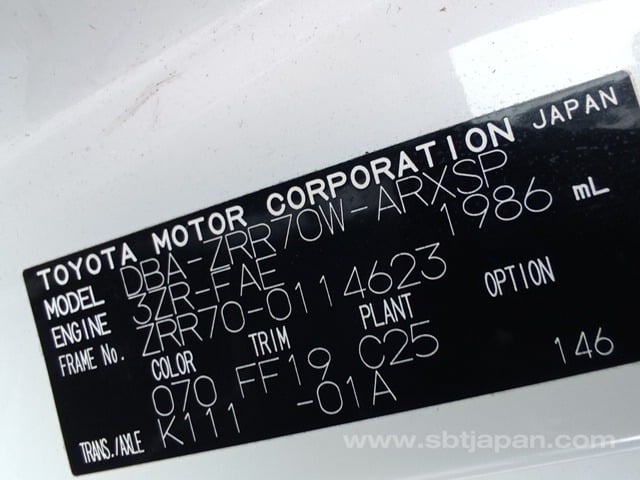 TOYOTA MOTOR CORPORATION JAPAN
MODEL DBA-ZRR70W-ARXSP
ENGINE 3ZR-FAE 1986 mL
FRAME No. ZRR70-0114623
COLOR TRIM PLANT OPTION
070 FF19 C25
TRANS./AXLE K111 -01A 146
www.sbtjapan.com